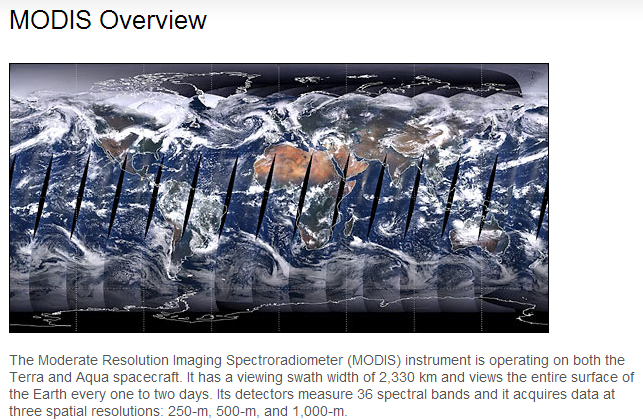 MODIS Overview
The Moderate Resolution Imaging Spectroradiometer (MODIS) instrument is operating on both the
Terra and Aqua spacecraft. It has a viewing swath width of 2,330 km and views the entire surface of
the Earth every one to two days. Its detectors measure 36 spectral bands and it acquires data at
three spatial resolutions: 250-m, 500-m, and 1,000-m.